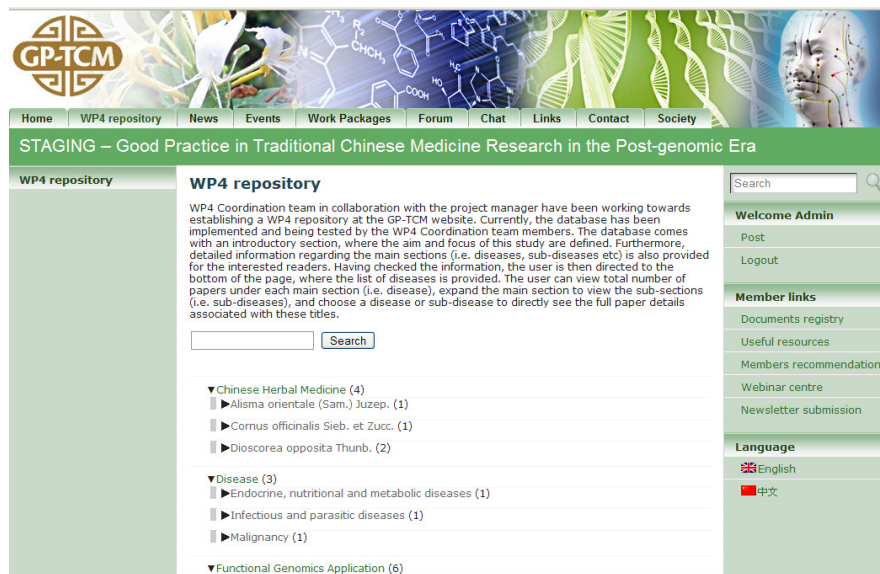 GP-TCM
CHCH₃
COOH
HO
Home WP4 repository News Events Work Packages Forum Chat Links Contact Society
STAGING – Good Practice in Traditional Chinese Medicine Research in the Post-genomic Era
WP4 repository
WP4 repository
WP4 Coordination team in collaboration with the project manager have been working towards
establishing a WP4 repository at the GP-TCM website. Currently, the database has been
implemented and being tested by the WP4 Coordination team members. The database comes
with an introductory section, where the aim and focus of this study are defined. Furthermore,
detailed information regarding the main sections (i.e. diseases, sub-diseases etc) is also provided
for the interested readers. Having checked the information, the user is then directed to the
bottom of the page, where the list of diseases is provided. The user can view total number of
papers under each main section (i.e. disease), expand the main section to view the sub-sections
(i.e. sub-diseases), and choose a disease or sub-disease to directly see the full paper details
associated with these titles.
Search
▼Chinese Herbal Medicine (4)
▶Alisma orientale (Sam.) Juzep. (1)
▶Cornus officinalis Sieb. et Zucc. (1)
▶Dioscorea opposita Thunb. (2)
▼Disease (3)
▶Endocrine, nutritional and metabolic diseases (1)
▶Infectious and parasitic diseases (1)
▶Malignancy (1)
▼Functional Genomics Application (6)
Search
Welcome Admin
Post
Logout
Member links
Documents registry
Useful resources
Members recommendation
Webinar centre
Newsletter submission
Language
English
中文